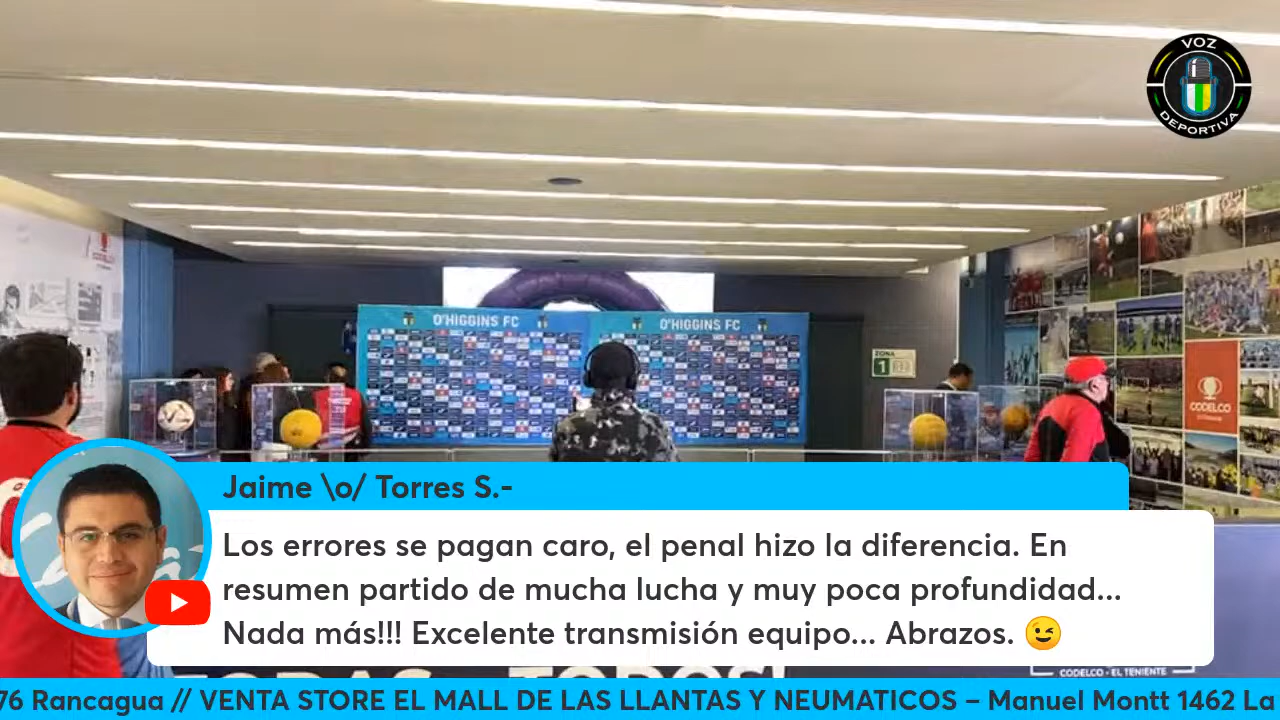 VOZ
DEPORTIVA
O'HIGGINS FC
O'HIGGINS FC
ZONA
1
CODELCO
Jaime \o/ Torres S.-
Los errores se pagan caro, el penal hizo la diferencia. En
resumen partido de mucha lucha y muy poca profundidad...
Nada más!!! Excelente transmisión equipo... Abrazos. 😉
CODELCO - EL TENIENTE
76 Rancagua // VENTA STORE EL MALL DE LAS LLANTAS Y NEUMATICOS – Manuel Montt 1462 La